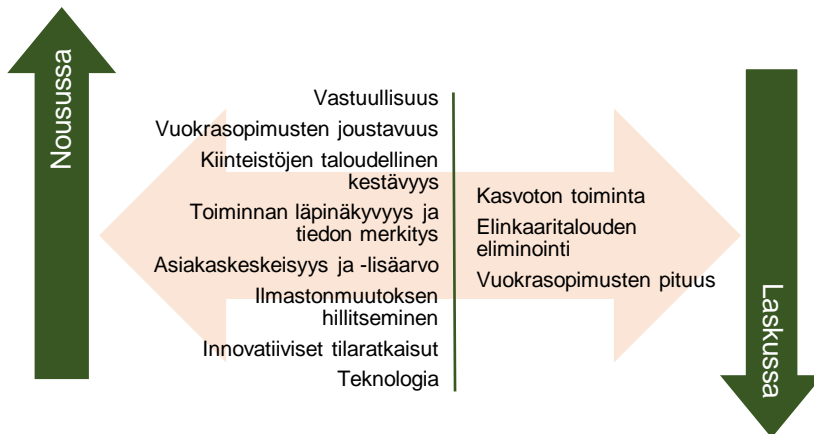 Nousussa
Vastuullisuus
Vuokrasopimusten joustavuus
Kiinteistöjen taloudellinen
kestävyys
Toiminnan läpinäkyvyys ja
tiedon merkitys
Asiakaskeskeisyys ja -lisäarvo
Ilmastonmuutoksen
hillitseminen
Innovatiiviset tilaratkaisut
Teknologia
Kasvoton toiminta
Elinkaaritalouden
eliminointi
Vuokrasopimusten pituus
Laskussa